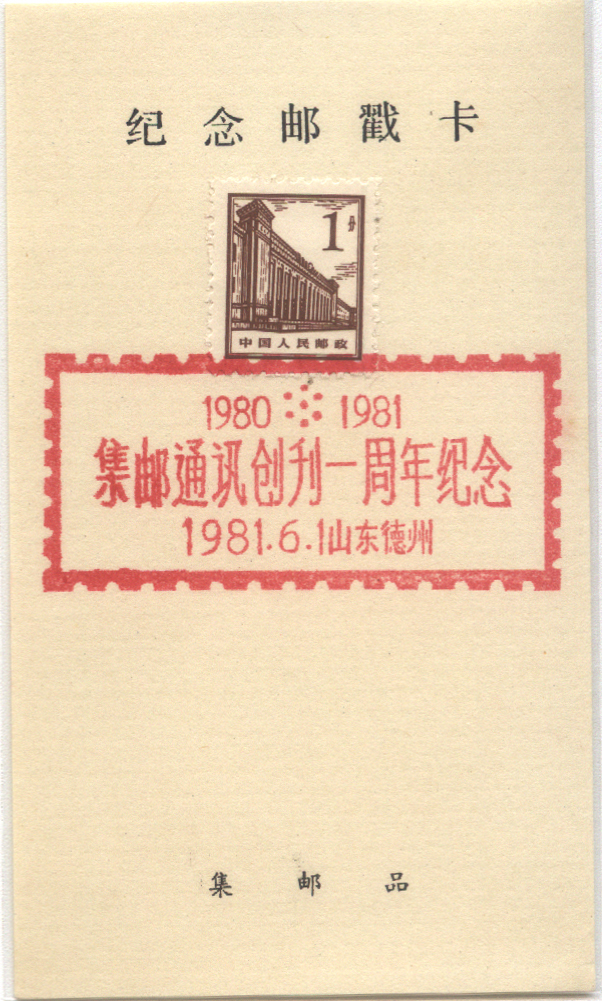 纪念邮戳卡
1分
中国人民邮政
1980 1981
集邮通讯创刊一周年纪念
1981.6.1山东德州
集邮品